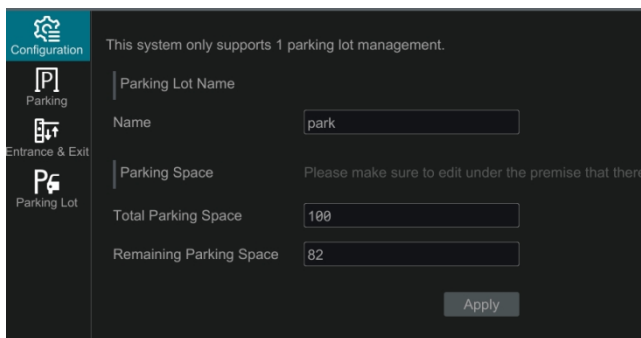 Configuration
Parking
Entrance & Exit
Parking Lot
This system only supports 1 parking lot management.
Parking Lot Name
Name park
Parking Space Please make sure to edit under the premise that there
Total Parking Space 100
Remaining Parking Space 82
Apply